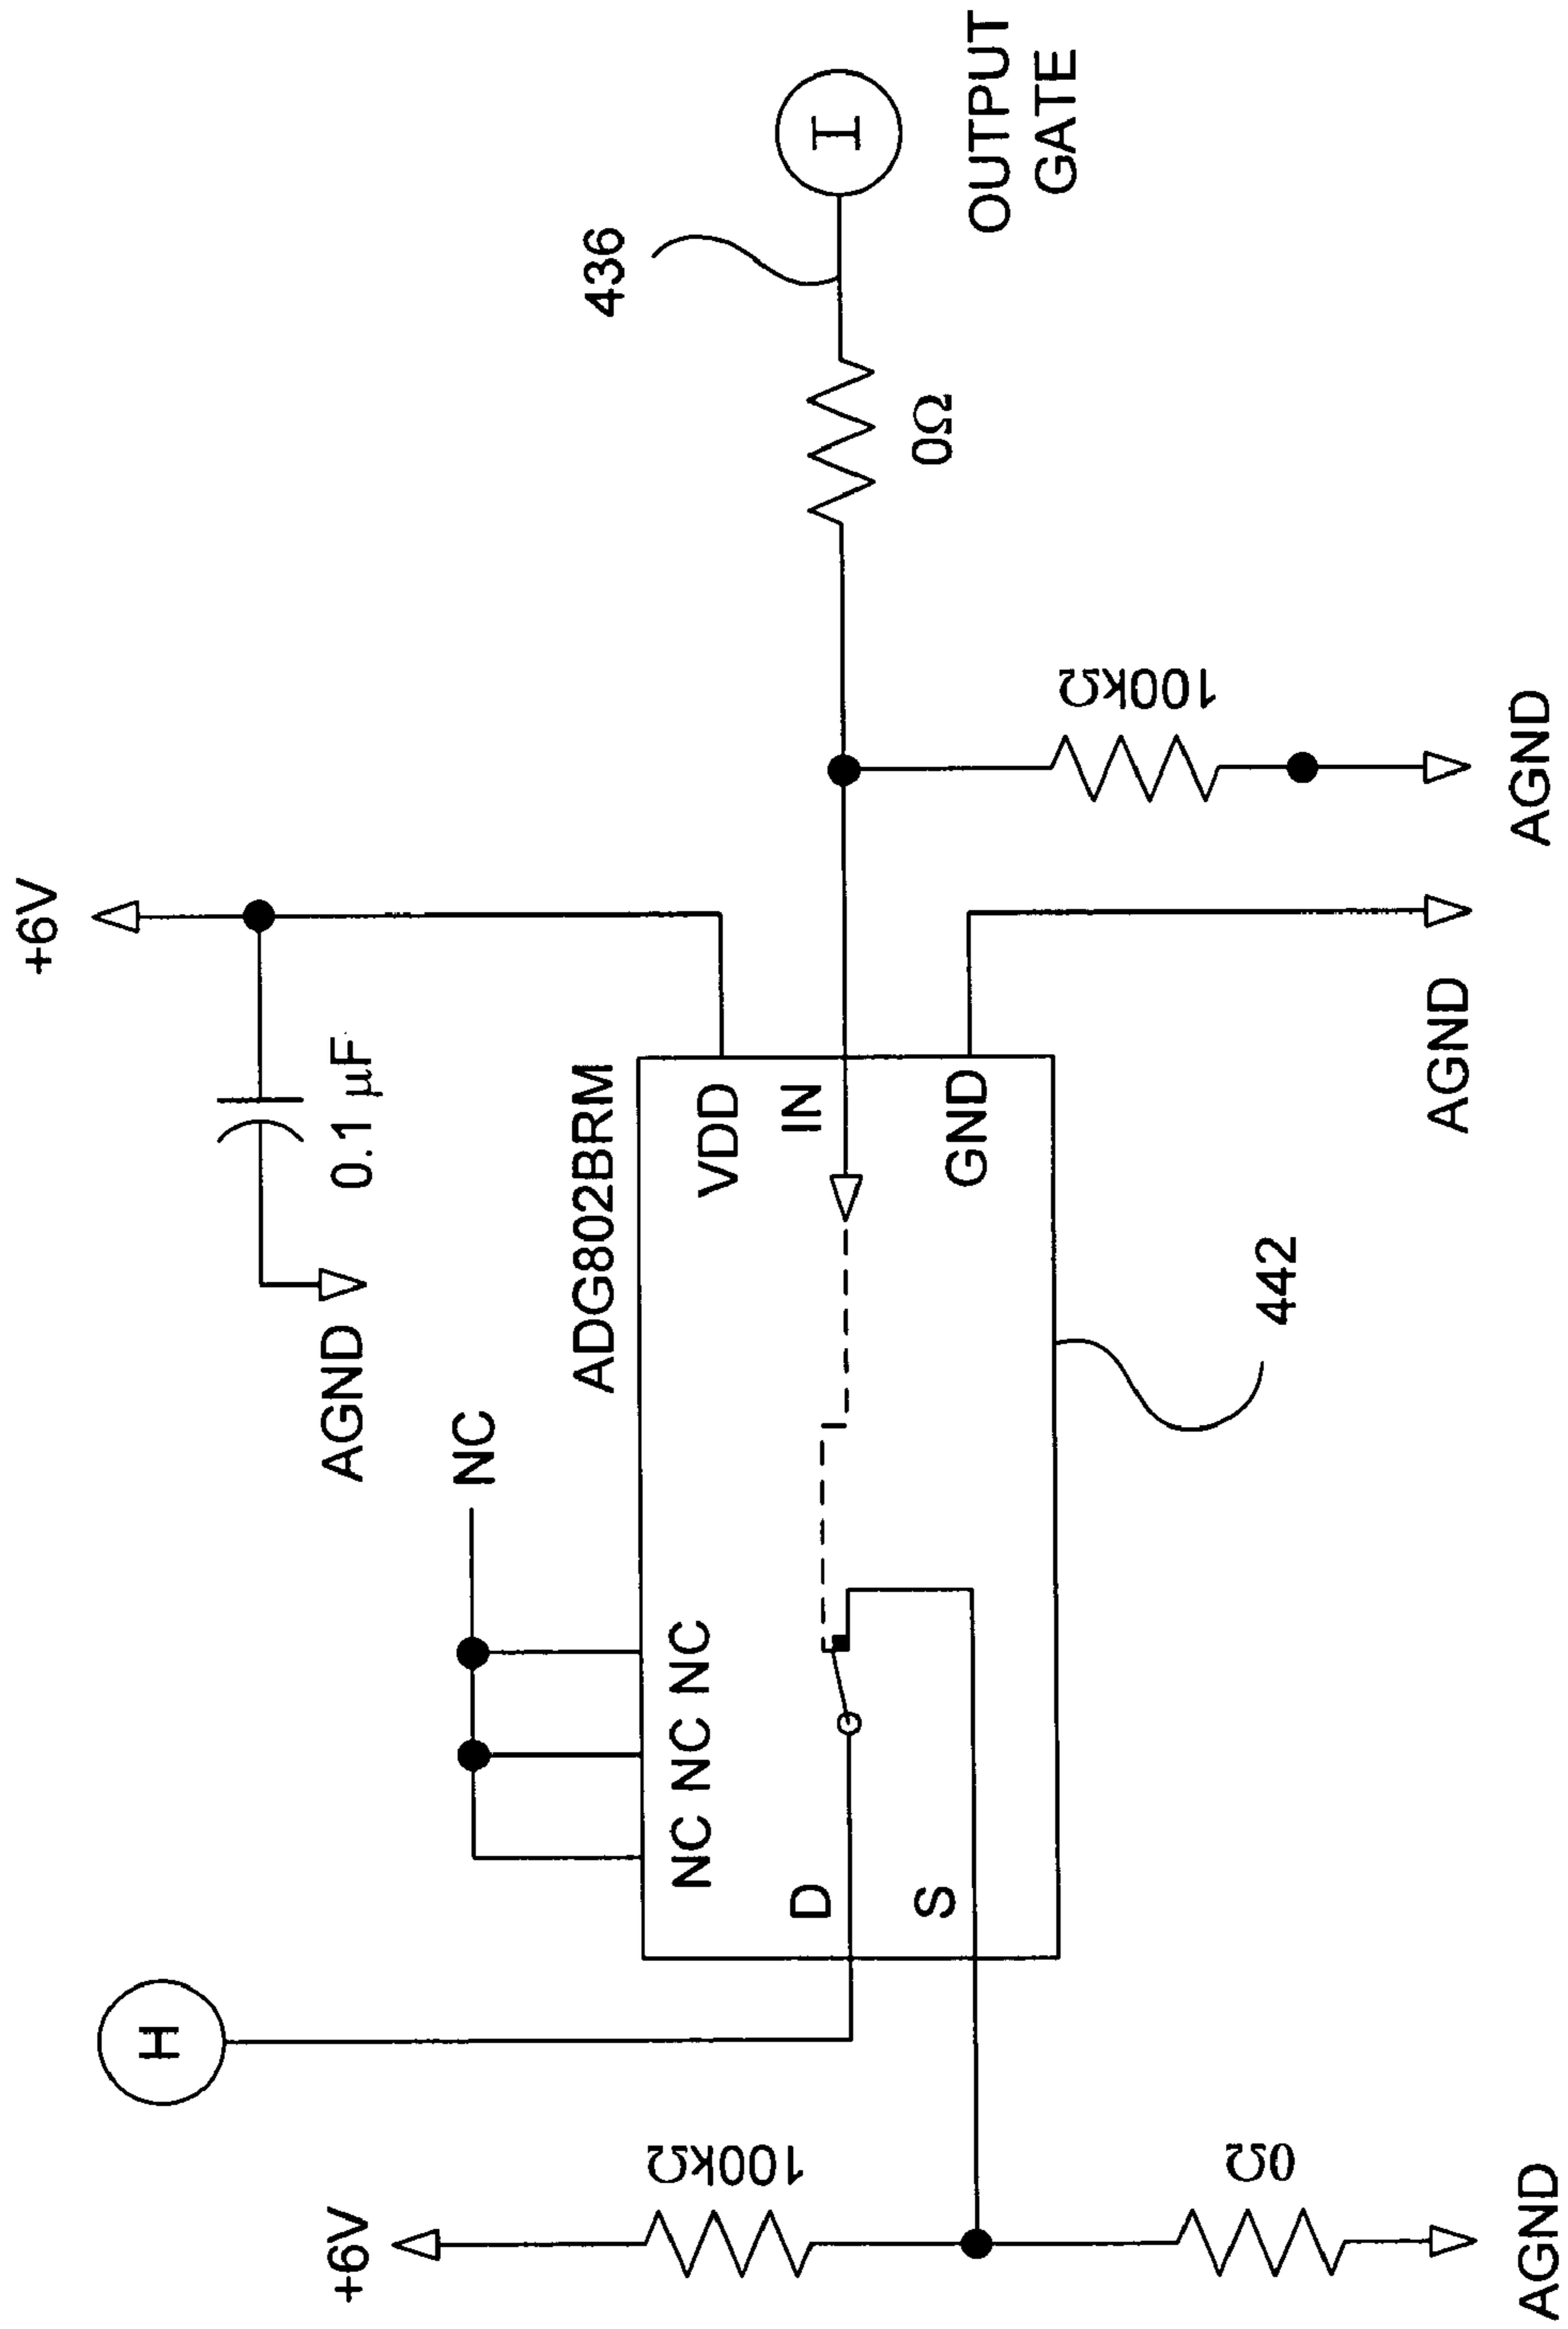 +6V
0.1 µF
AGND
NC
ADG802BRM
VDD
IN
GND
NC NC NC
D
S
442
H
+6V
100kΩ
0Ω
AGND
AGND
100kΩ
AGND
0Ω
436
I
OUTPUT
GATE